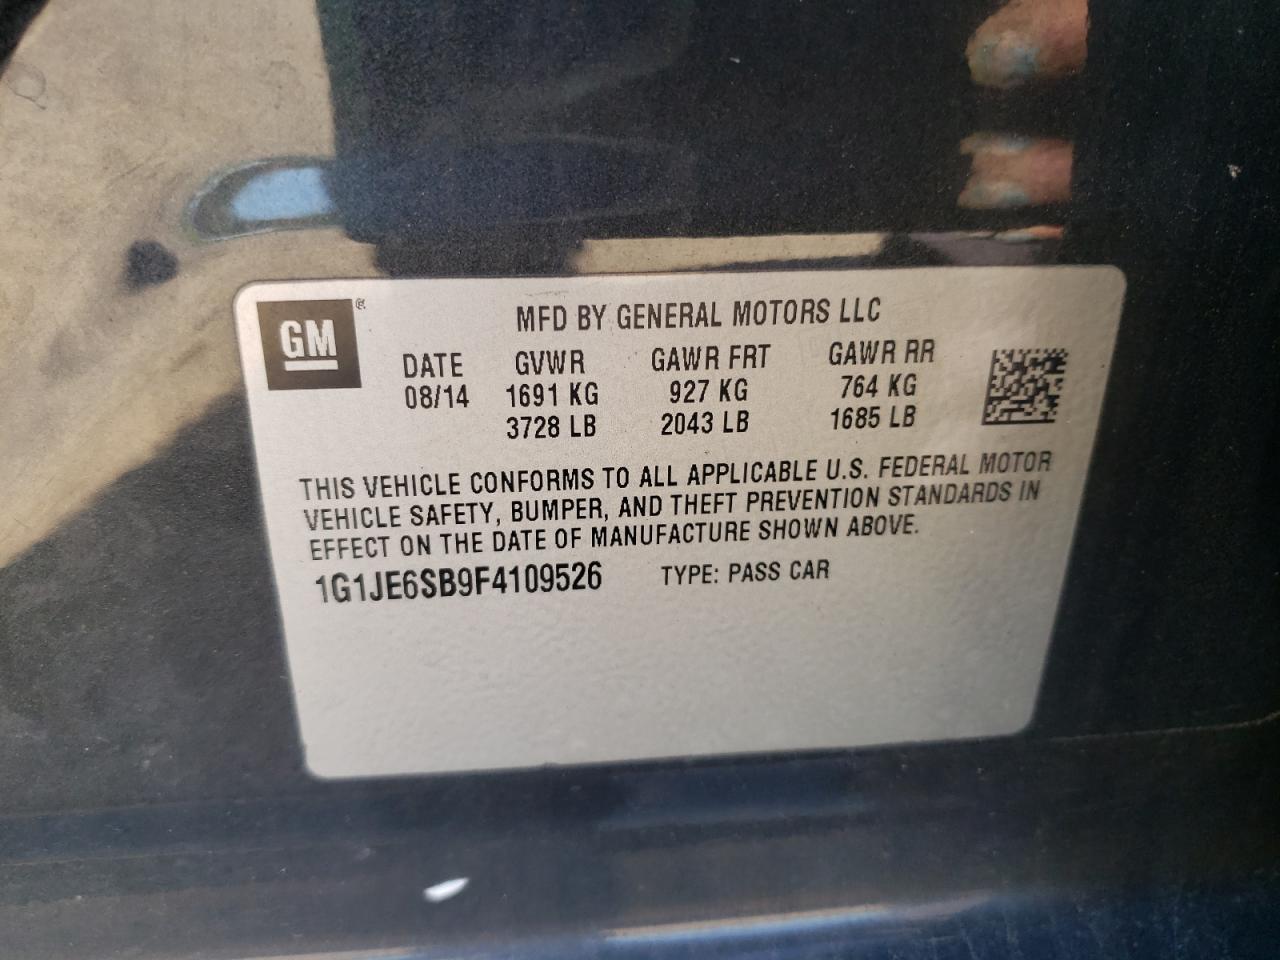 GM®
MFD BY GENERAL MOTORS LLC
DATE GVWR GAWR FRT GAWR RR
08/14 1691 KG 927 KG 764 KG
3728 LB 2043 LB 1685 LB
THIS VEHICLE CONFORMS TO ALL APPLICABLE U.S. FEDERAL MOTOR
VEHICLE SAFETY, BUMPER, AND THEFT PREVENTION STANDARDS IN
EFFECT ON THE DATE OF MANUFACTURE SHOWN ABOVE.
1G1JE6SB9F4109526 TYPE: PASS CAR